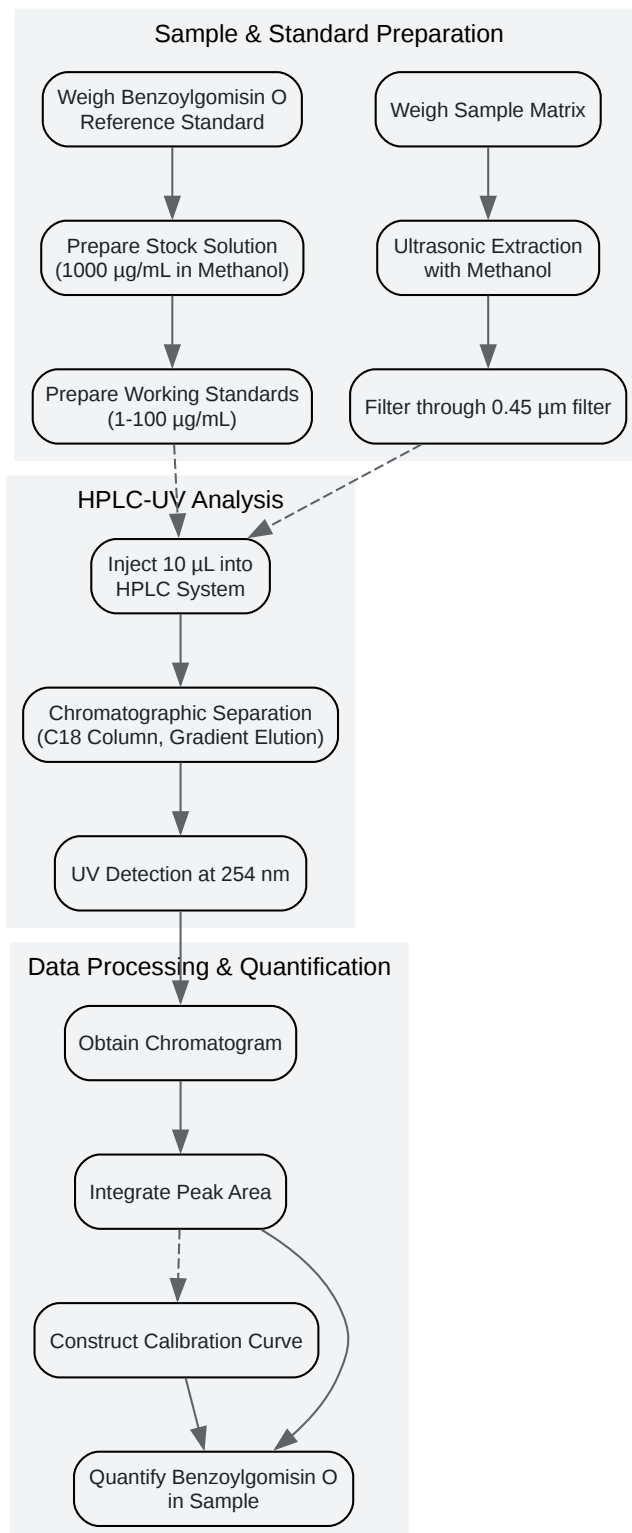 Sample & Standard Preparation
Weigh Benzoylgomisin O
Reference Standard
Weigh Sample Matrix
Prepare Stock Solution
(1000 µg/mL in Methanol)
Ultrasonic Extraction
with Methanol
Prepare Working Standards
(1-100 µg/mL)
Filter through 0.45 µm filter
HPLC-UV Analysis
Inject 10 µL into
HPLC System
Chromatographic Separation
(C18 Column, Gradient Elution)
UV Detection at 254 nm
Data Processing & Quantification
Obtain Chromatogram
Integrate Peak Area
Construct Calibration Curve
Quantify Benzoylgomisin O
in Sample